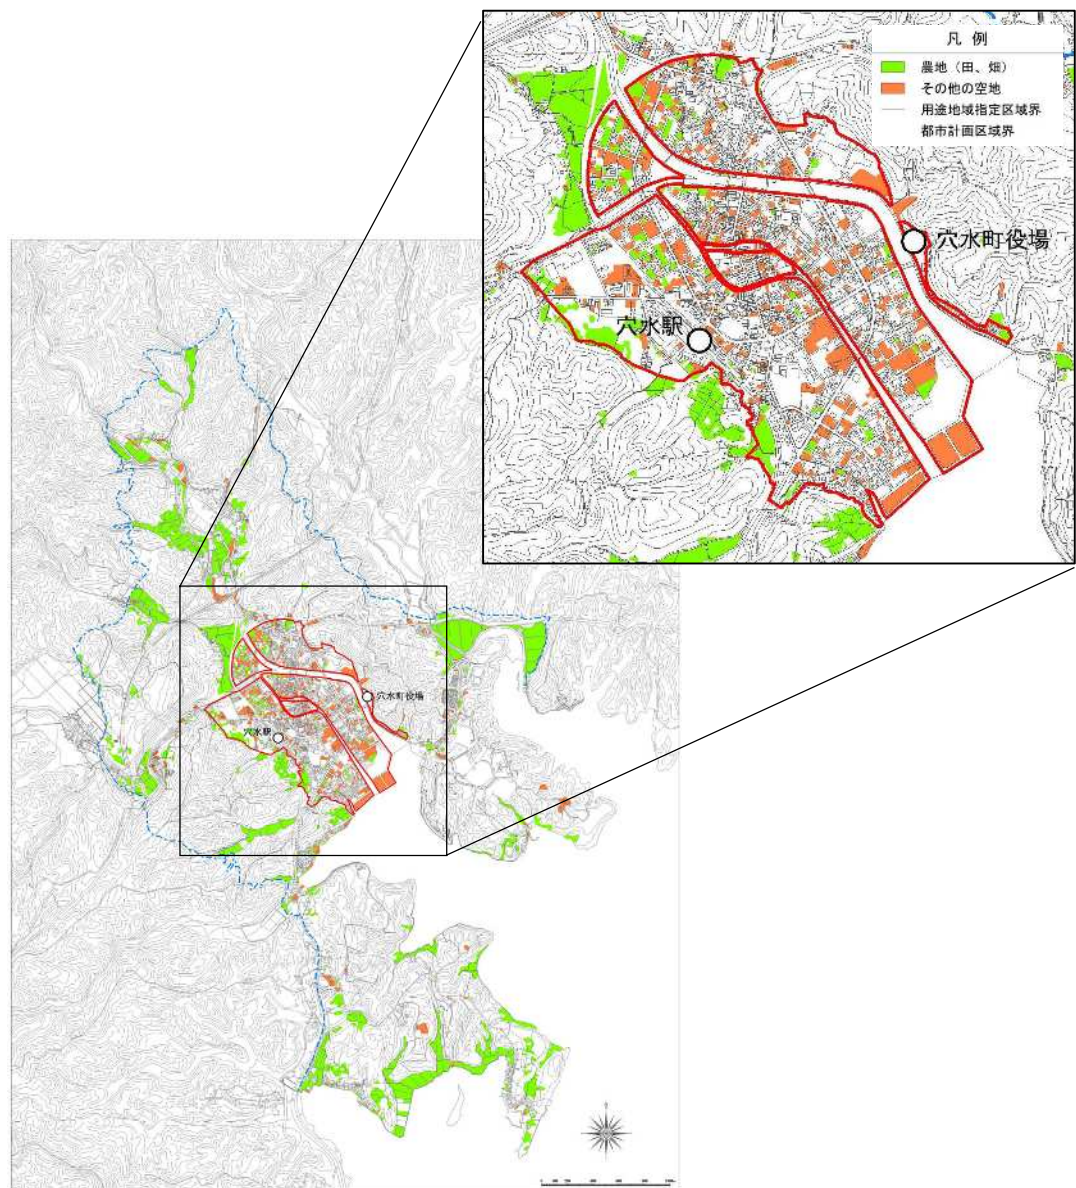 凡 例
農地（田、畑）
その他の空地
用途地域指定区域界
都市計画区域界
穴水町役場
穴水駅
穴水町役場
穴水駅